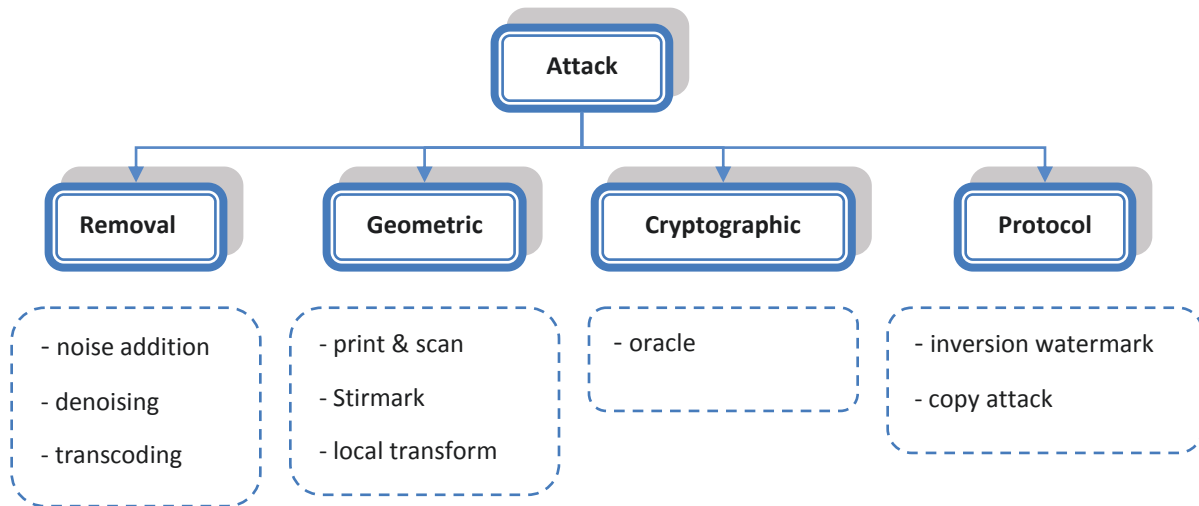 Attack
Removal
Geometric
Cryptographic
Protocol
- noise addition
- denoising
- transcoding
- print & scan
- Stirmark
- local transform
- oracle
- inversion watermark
- copy attack